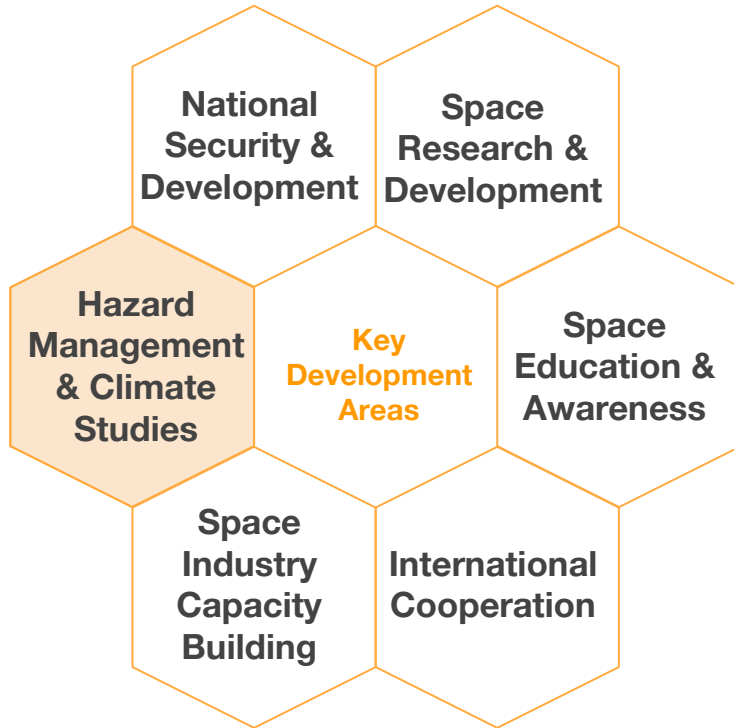 National
Security &
Development
Space
Research &
Development
Hazard
Management
& Climate
Studies
Key
Development
Areas
Space
Education &
Awareness
Space
Industry
Capacity
Building
International
Cooperation